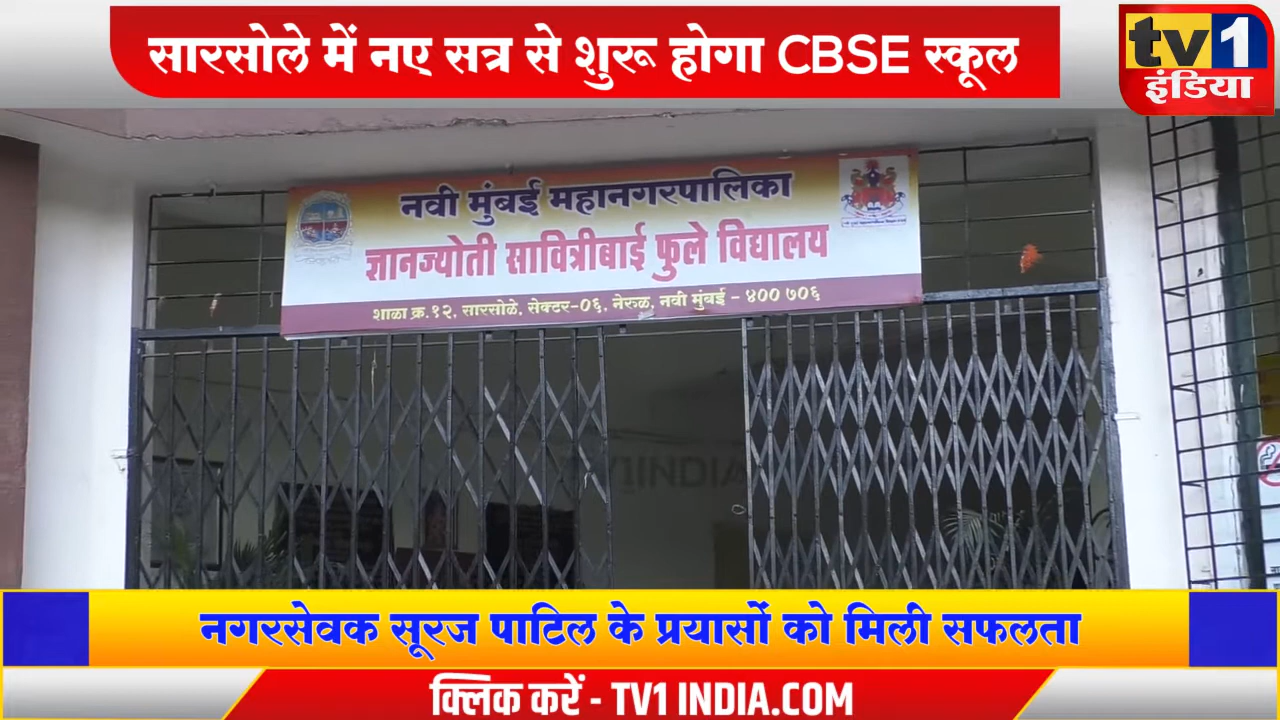 सारसोले में नए सत्र से शुरू होगा CBSE स्कूल
tv1
इंडिया
नवी मुंबई महानगरपालिका
ज्ञानज्योती सावित्रीबाई फुले विद्यालय
शाळा क्र.१२, सारसोळे, सेक्टर-०६, नेरुळ, नवी मुंबई - ४०० ७०६
TV1INDIA
नगरसेवक सूरज पाटिल के प्रयासों को मिली सफलता
क्लिक करें - TV1 INDIA.COM